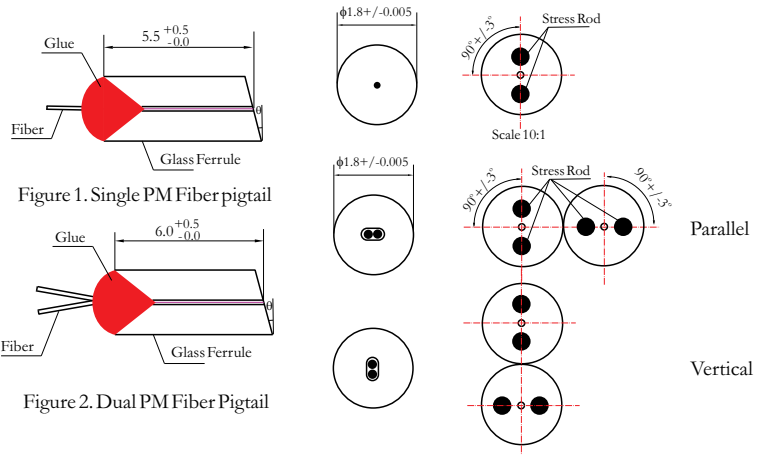 5.5 +0.5 -0.0
Glue
Fiber
θ
Glass Ferrule
Figure 1. Single PM Fiber pigtail
ϕ1.8+/-0.005
90°+/-3°
Stress Rod
Scale 10:1
6.0 +0.5 -0.0
Glue
Fiber
θ
Glass Ferrule
Figure 2. Dual PM Fiber Pigtail
ϕ1.8+/-0.005
90°+/-3°
Stress Rod
90°+/-3°
Parallel
Vertical